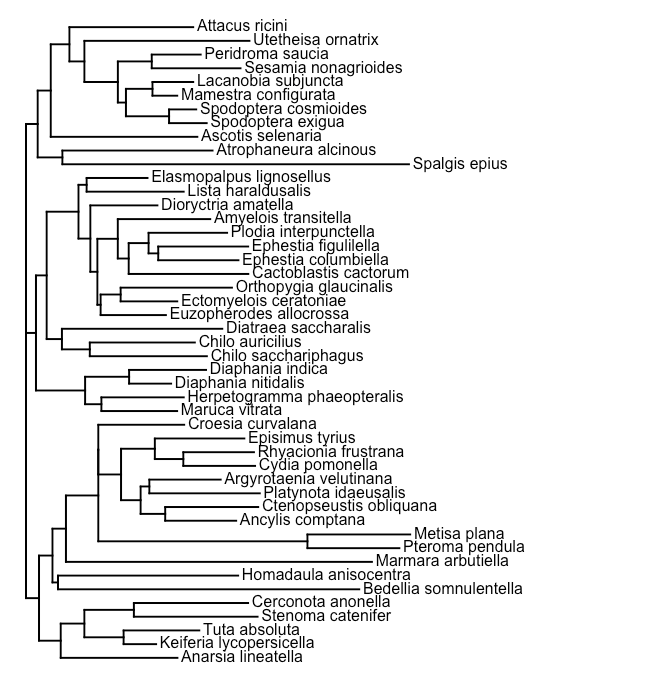 Attacus ricini
Utetheisa ornatrix
Peridroma saucia
Sesamia nonagrioides
Lacanobia subjuncta
Mamestra configurata
Spodoptera cosmioides
Spodoptera exigua
Ascotis selenaria
Atrophaneura alcinous
Spalgis epius
Elasmopalpus lignosellus
Lista haraldusalis
Dioryctria amatella
Amyelois transitella
Plodia interpunctella
Ephestia figulilella
Ephestia columbiella
Cactoblastis cactorum
Orthopygia glaucinalis
Ectomyelois ceratoniae
Euzopherodes allocrossa
Diatraea saccharalis
Chilo auricilius
Chilo sacchariphagus
Diaphania indica
Diaphania nitidalis
Herpetogramma phaeopteralis
Maruca vitrata
Croesia curvalana
Episimus tyrius
Rhyacionia frustrana
Cydia pomonella
Argyrotaenia velutinana
Platynota idaeusalis
Ctenopseustis obliquana
Ancylis comptana
Metisa plana
Pteroma pendula
Marmara arbutiella
Homadaula anisocentra
Bedellia somnulentella
Cerconota anonella
Stenoma catenifer
Tuta absoluta
Keiferia lycopersicella
Anarsia lineatella